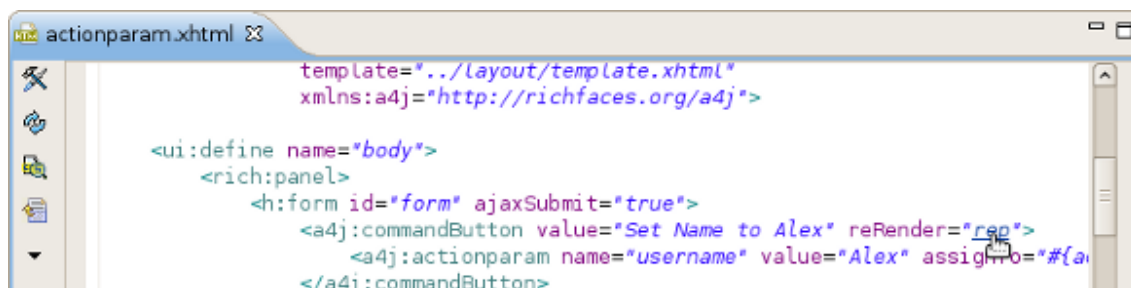 actionparam.xhtml
template="../layout/template.xhtml"
xmlns:a4j="http://richfaces.org/a4j">
<ui:define name="body">
<rich:panel>
<h:form id="form" ajaxSubmit="true">
<a4j:commandButton value="Set Name to Alex" reRender="rep">
<a4j:actionparam name="username" value="Alex" assignTo="#{a
</a4j:commandButton>